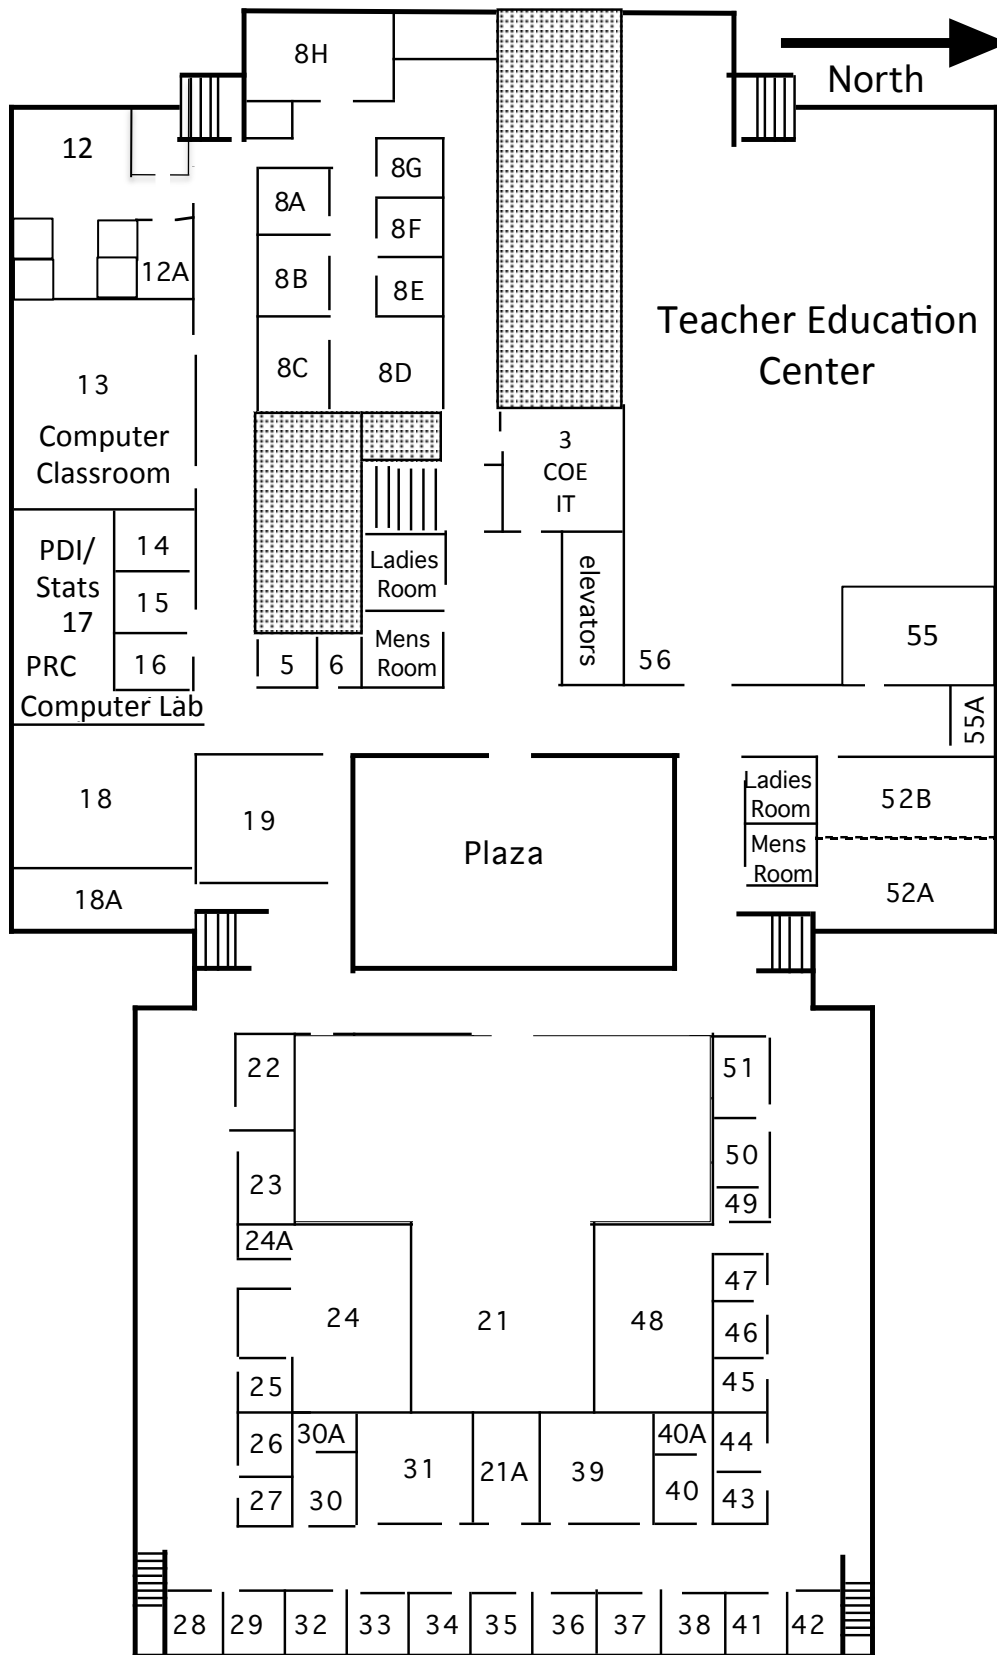 8H
North
12
8G
8A
8F
12A
8B
8E
Teacher Education
Center
8C
8D
13
Computer
Classroom
3
COE
IT
PDI/
Stats
17
14
Ladies
Room
elevators
15
Mens
Room
55
PRC
16
5
6
56
Computer Lab
55A
18
19
Plaza
Ladies
Room
52B
Mens
Room
18A
52A
22
51
23
50
49
24A
24
21
48
47
46
25
45
26
30A
31
21A
39
40A
44
27
30
40
43
28
29
32
33
34
35
36
37
38
41
42